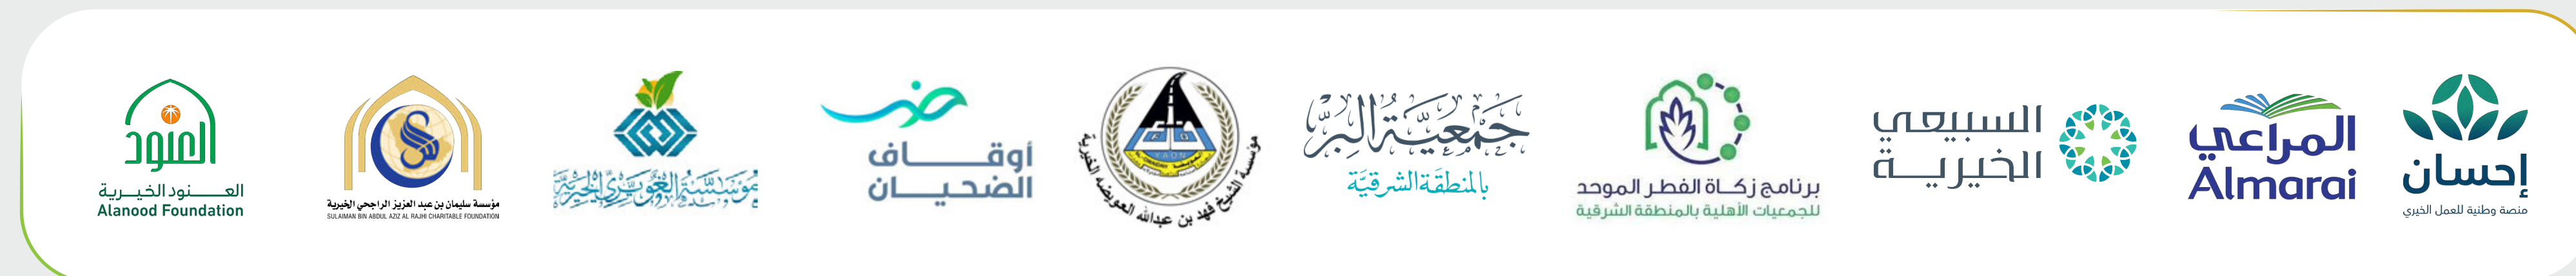 إحسان
منصة وطنية للعمل الخيري
المراعي
Almarai
السبيعي
الخيرية
برنامج زكاة الفطر الموحد
للجمعيات الأهلية بالمنطقة الشرقية
جمعية البر
بالمنطقة الشرقية
مؤسسة الشيخ فهد بن عبدالله العويضه الخيرية
أوقاف
الضحيان
مؤسسة الغنويتري الخيرية
العنود
العنود الخيرية
Alanood Foundation
مؤسسة سليمان بن عبد العزيز الراجحي الخيرية
SULAIMAN BIN ABDUL AZIZ AL RAJHI CHARITABLE FOUNDATION